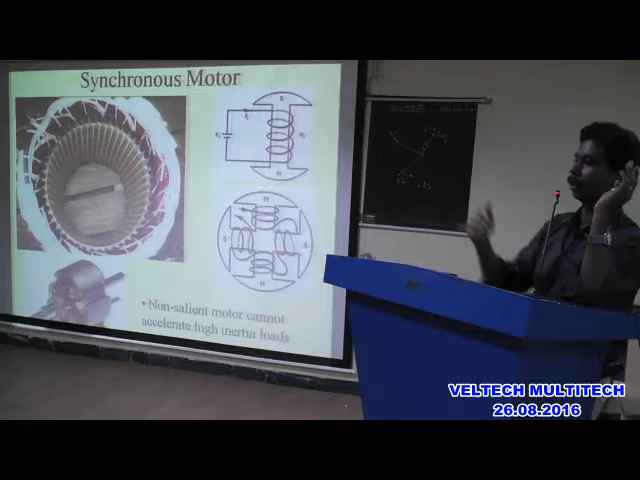 Synchronous Motor
S
N
N
S
S
N
• Non-salient motor cannot
accelerate high inertia loads
VELTECH MULTITECH
26.08.2016